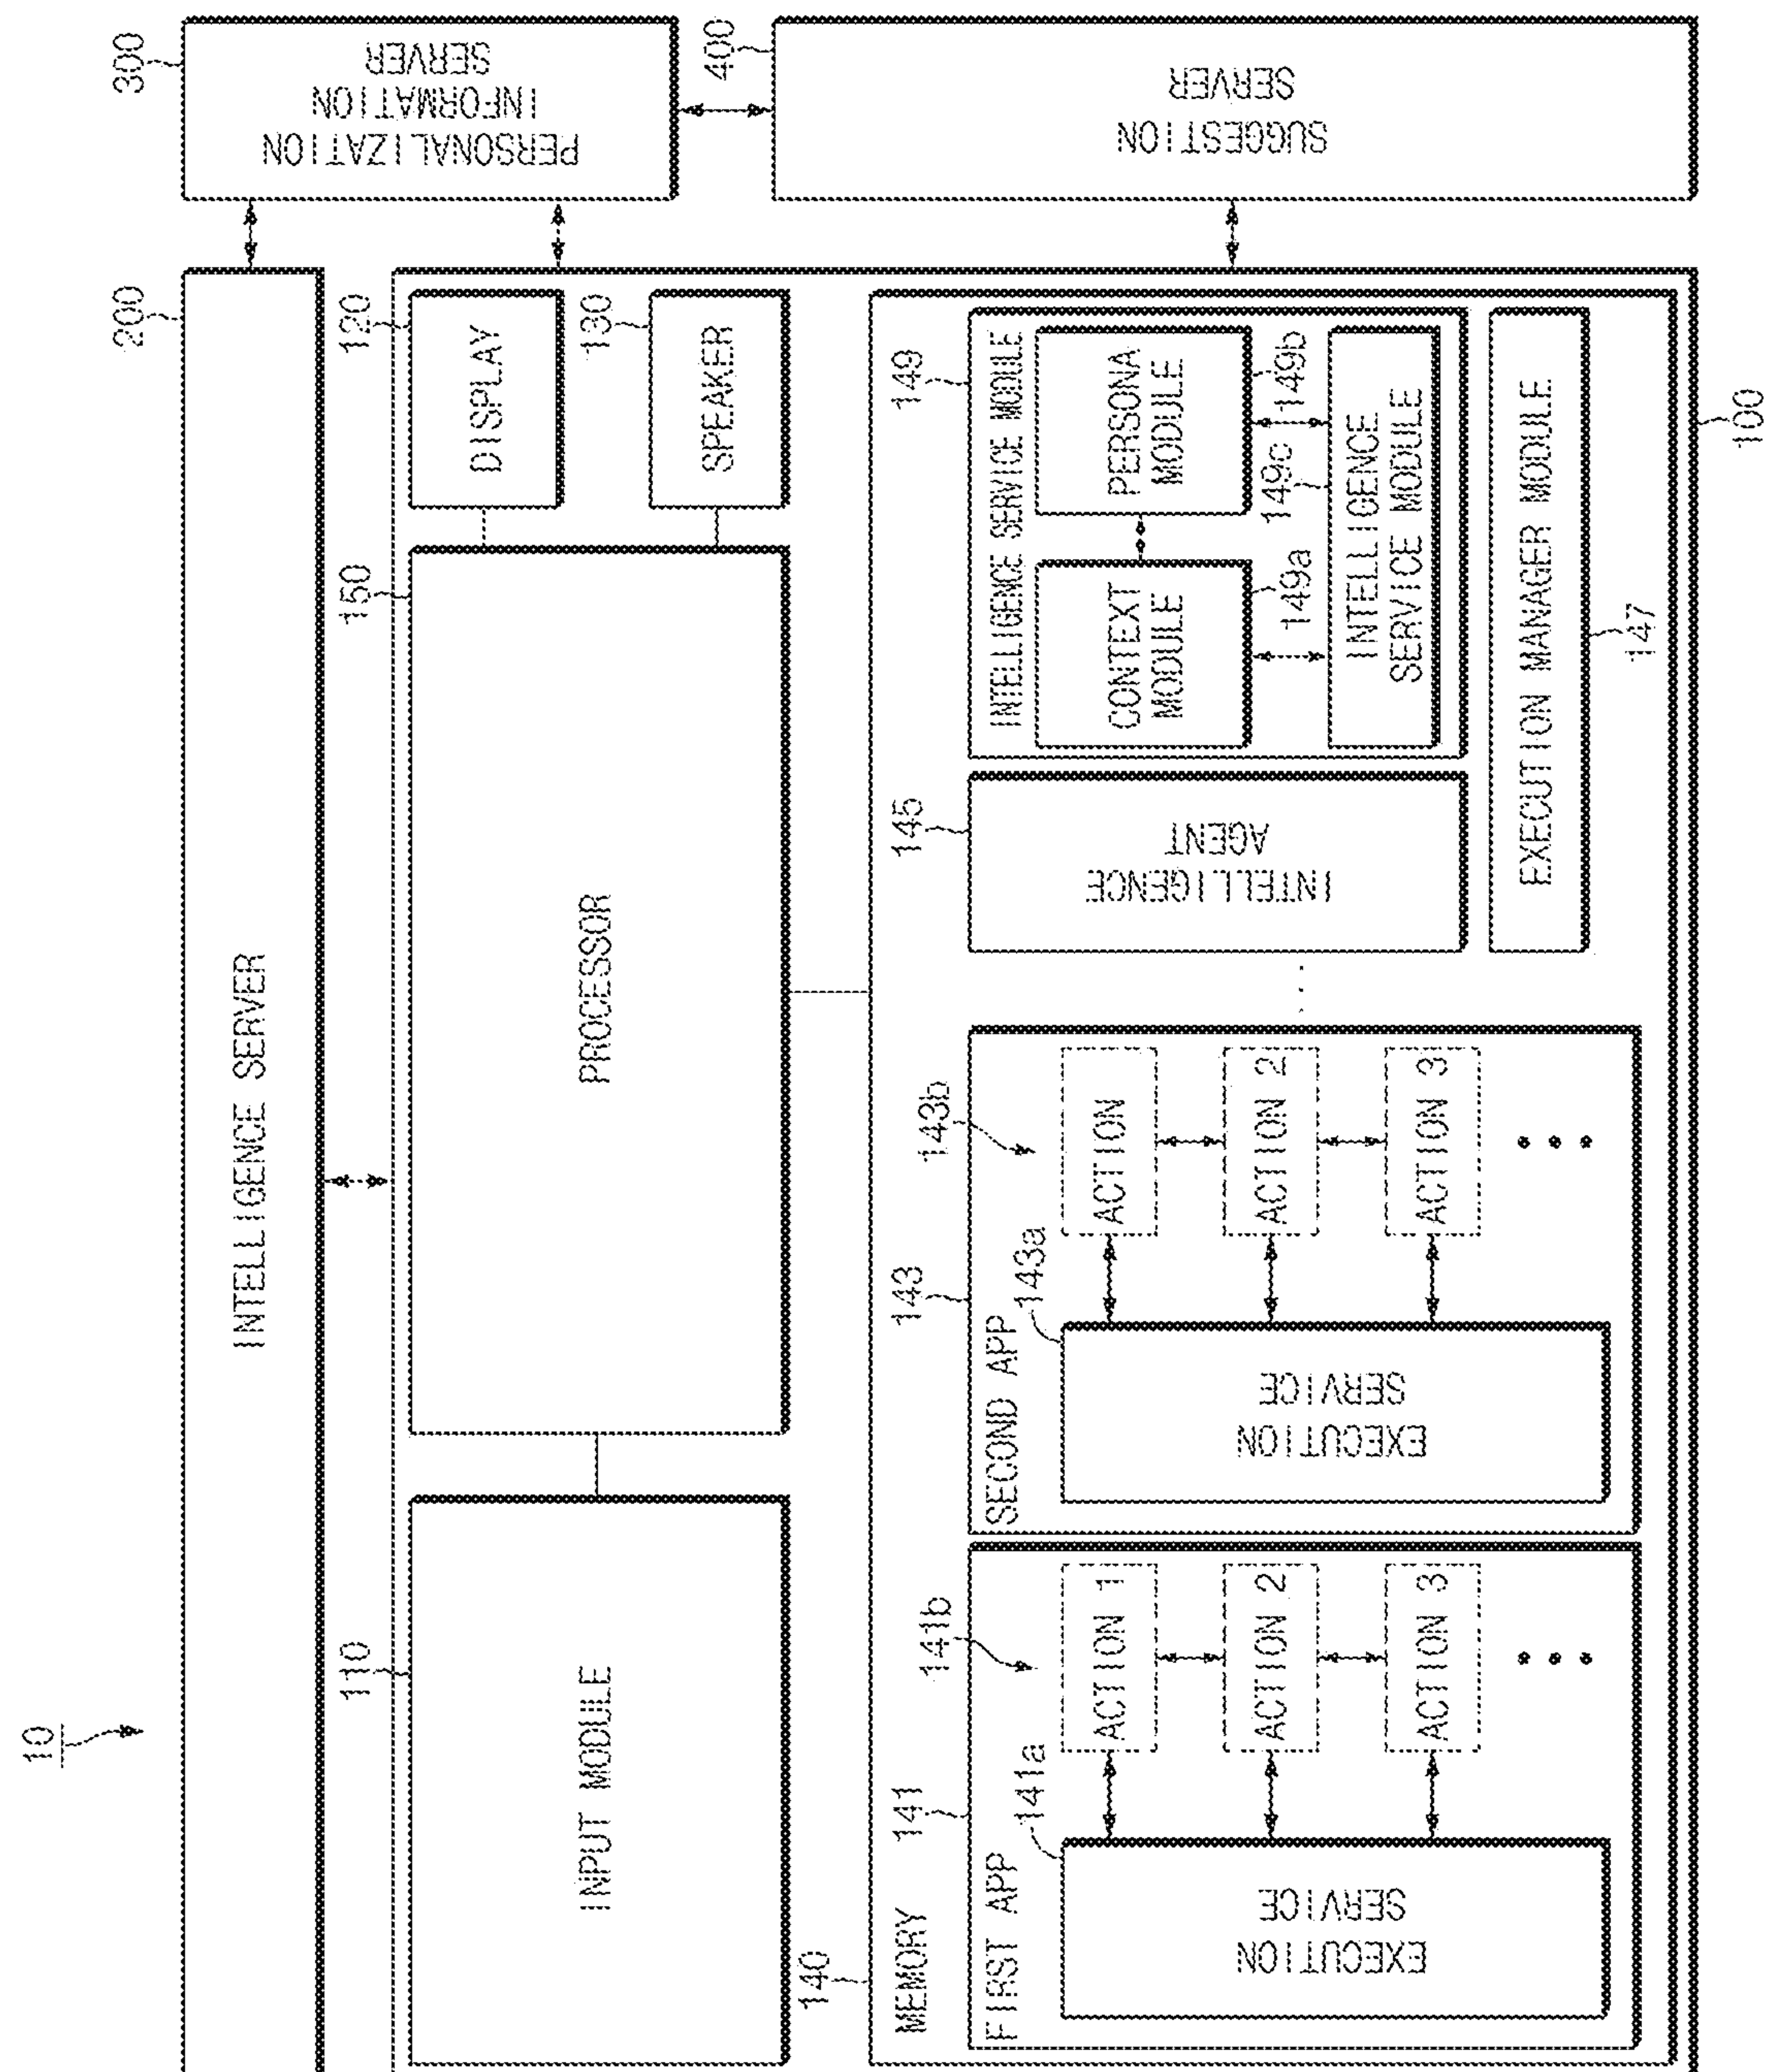 10
INTELLIGENCE SERVER
200
PERSONALIZATION
INFORMATION
SERVER
300
SUGGESTION
SERVER
400
110
INPUT MODULE
150
PROCESSOR
120
DISPLAY
130
SPEAKER
140
MEMORY
141
FIRST APP
141a
141b
EXECUTION
SERVICE
ACTION 1
ACTION 2
ACTION 3
143
SECOND APP
143a
143b
EXECUTION
SERVICE
ACTION
ACTION 2
ACTION 3
145
INTELLIGENCE
AGENT
149
INTELLIGENCE SERVICE MODULE
CONTEXT
MODULE
149a
PERSONA
MODULE
149b
149c
INTELLIGENCE
SERVICE MODULE
EXECUTION MANAGER MODULE
147
100